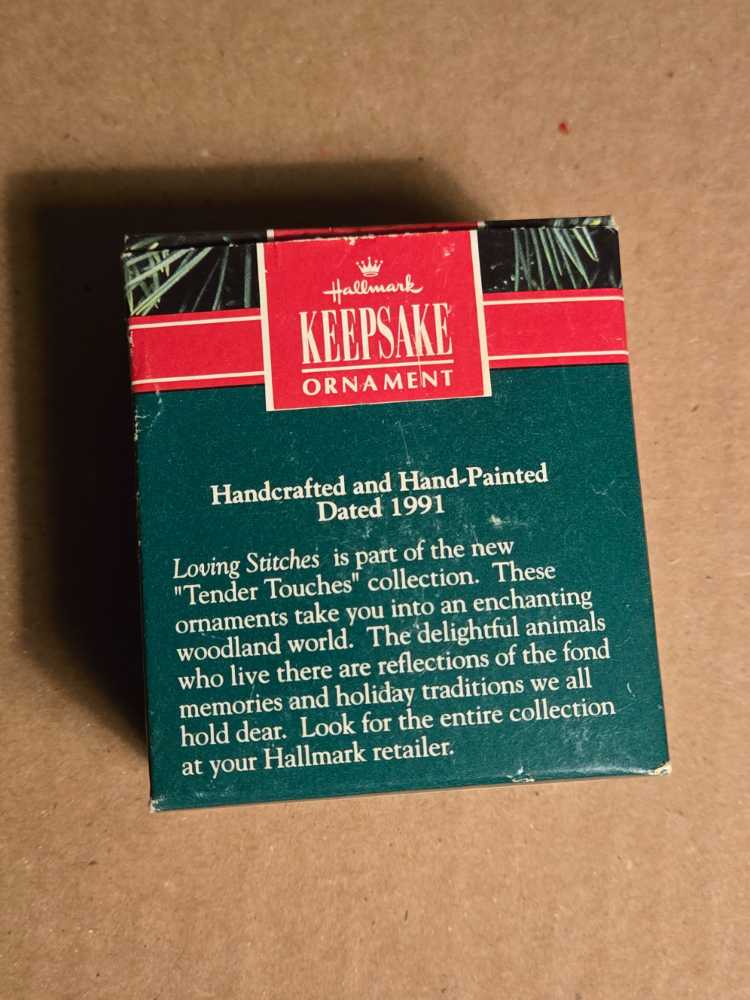 Hallmark
KEEPSAKE
ORNAMENT
Handcrafted and Hand-Painted
Dated 1991
Loving Stitches is part of the new
"Tender Touches" collection. These
ornaments take you into an enchanting
woodland world. The delightful animals
who live there are reflections of the fond
memories and holiday traditions we all
hold dear. Look for the entire collection
at your Hallmark retailer.